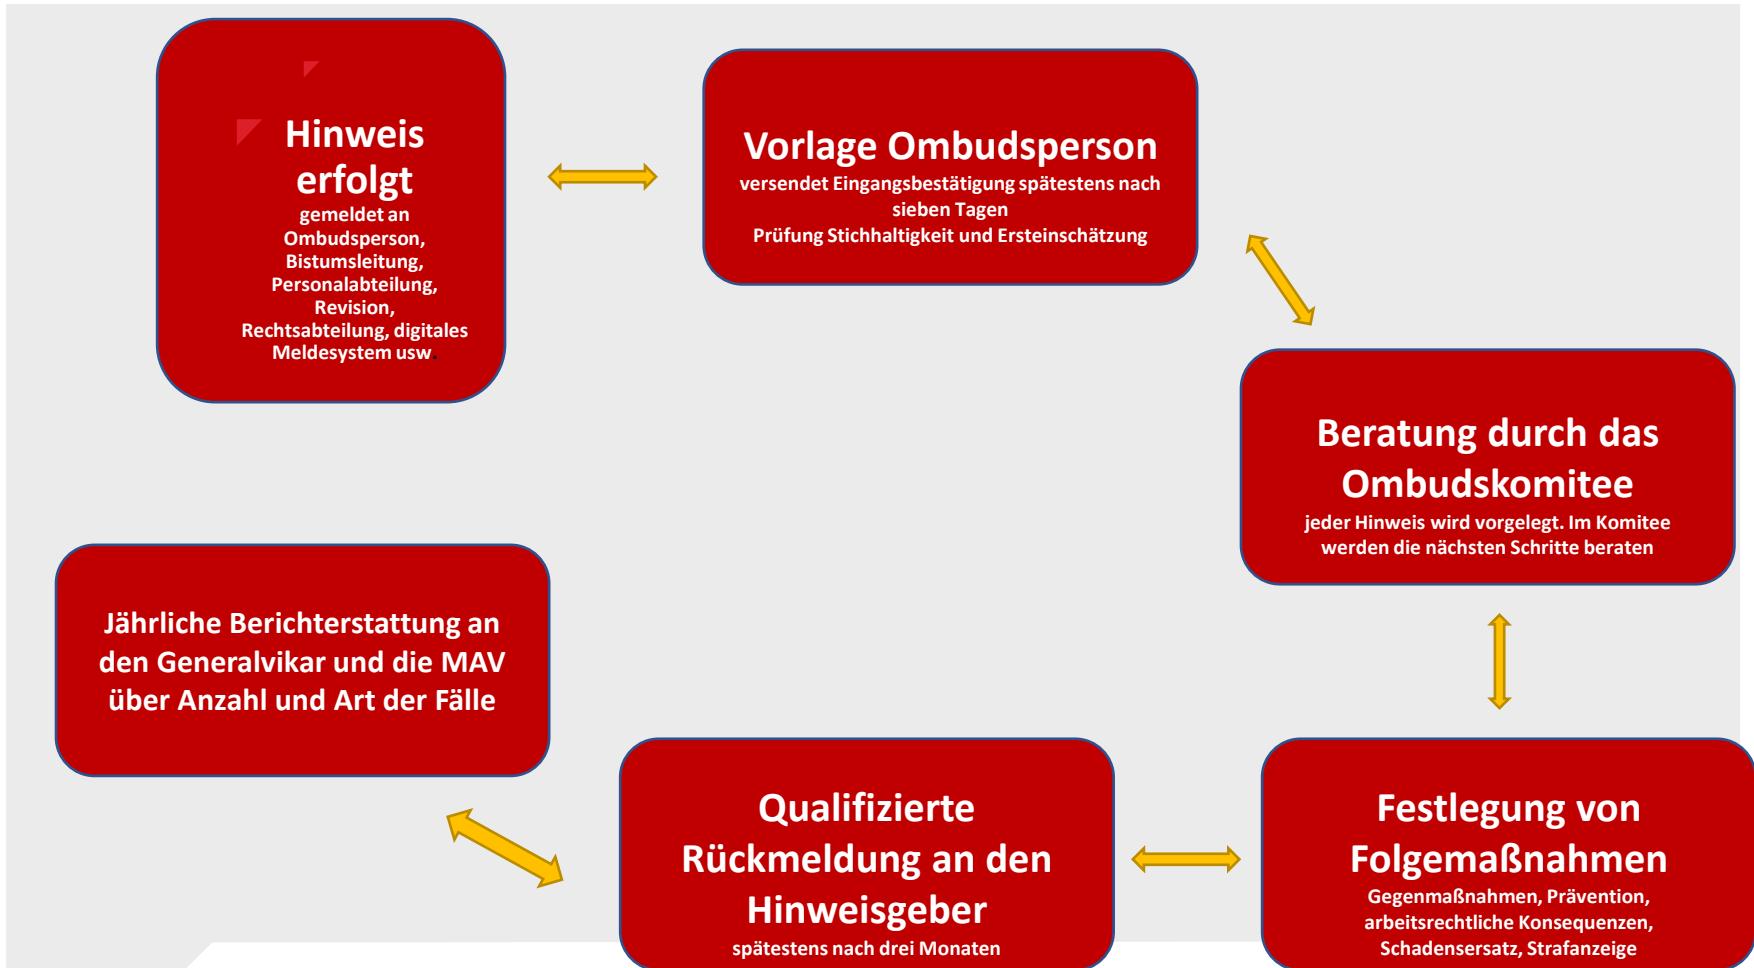 Hinweis
erfolgt
gemeldet an
Ombudsperson,
Bistumsleitung,
Personalabteilung,
Revision,
Rechtsabteilung, digitales
Meldesystem usw.
Vorlage Ombudsperson
versendet Eingangsbestätigung spätestens nach
sieben Tagen
Prüfung Stichhaltigkeit und Ersteinschätzung
Beratung durch das
Ombudskomitee
jeder Hinweis wird vorgelegt. Im Komitee
werden die nächsten Schritte beraten
Festlegung von
Folgemaßnahmen
Gegenmaßnahmen, Prävention,
arbeitsrechtliche Konsequenzen,
Schadensersatz, Strafanzeige
Qualifizierte
Rückmeldung an den
Hinweisgeber
spätestens nach drei Monaten
Jährliche Berichterstattung an
den Generalvikar und die MAV
über Anzahl und Art der Fälle